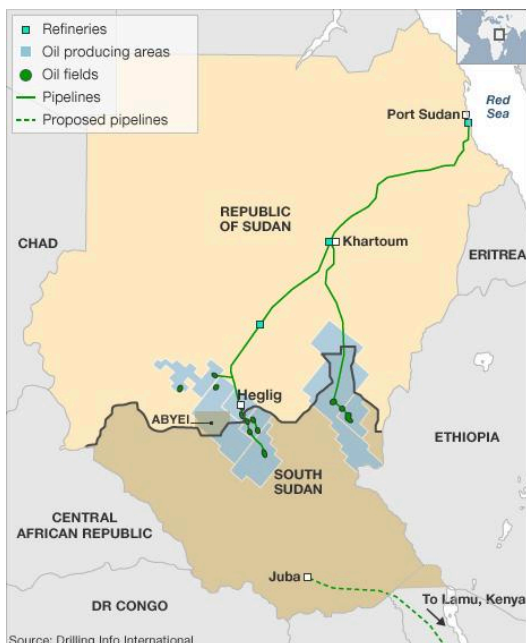 Refineries
Oil producing areas
Oil fields
Pipelines
Proposed pipelines
Red
Sea
Port Sudan
REPUBLIC
OF SUDAN
CHAD
Khartoum
ERITREA
Heglig
ABYEI
ETHIOPIA
SOUTH
SUDAN
CENTRAL
AFRICAN REPUBLIC
Juba
To Lamu, Kenya
DR CONGO
Source: Drilling Info International